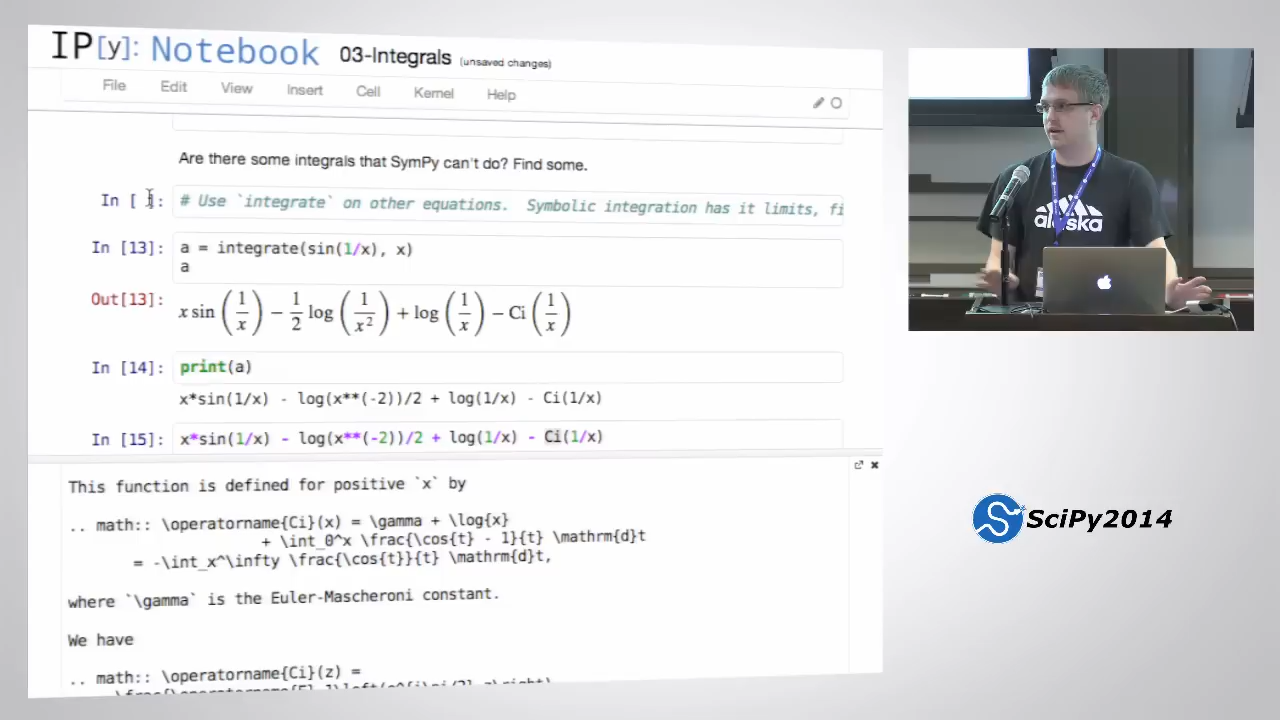 IP[y]: Notebook 03-Integrals (unsaved changes)
File Edit View Insert Cell Kernel Help
Are there some integrals that SymPy can't do? Find some.
In [ ]: # Use `integrate` on other equations.  Symbolic integration has it limits, fi
In [13]: a = integrate(sin(1/x), x)
a
Out[13]: x sin (1/x) − 1/2 log (1/x²) + log (1/x) − Ci (1/x)
In [14]: print(a)
x*sin(1/x) - log(x**(-2))/2 + log(1/x) - Ci(1/x)
In [15]: x*sin(1/x) - log(x**(-2))/2 + log(1/x) - Ci(1/x)
This function is defined for positive `x` by
.. math:: \operatorname{Ci}(x) = \gamma + \log{x}
+ \int_0^x \frac{\cos{t} - 1}{t} \mathrm{d}t
= -\int_x^\infty \frac{\cos{t}}{t} \mathrm{d}t,
where `\gamma` is the Euler-Mascheroni constant.
We have
.. math:: \operatorname{Ci}(z) =
alaska
SciPy2014